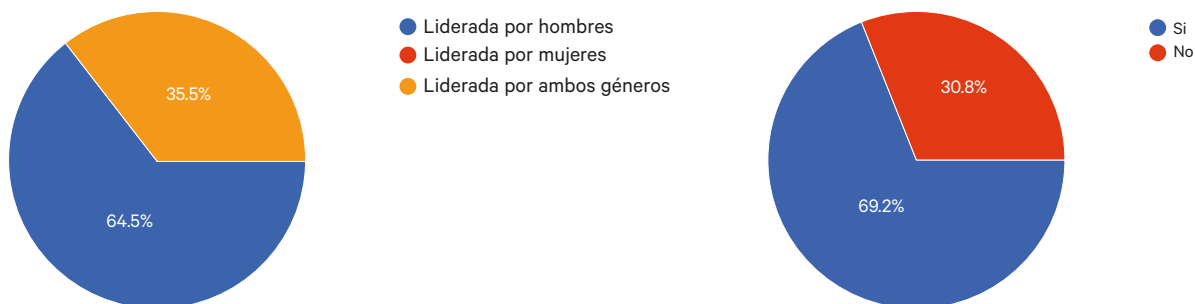 Liderada por hombres
Liderada por mujeres
Liderada por ambos géneros
35.5%
64.5%
Si
No
30.8%
69.2%